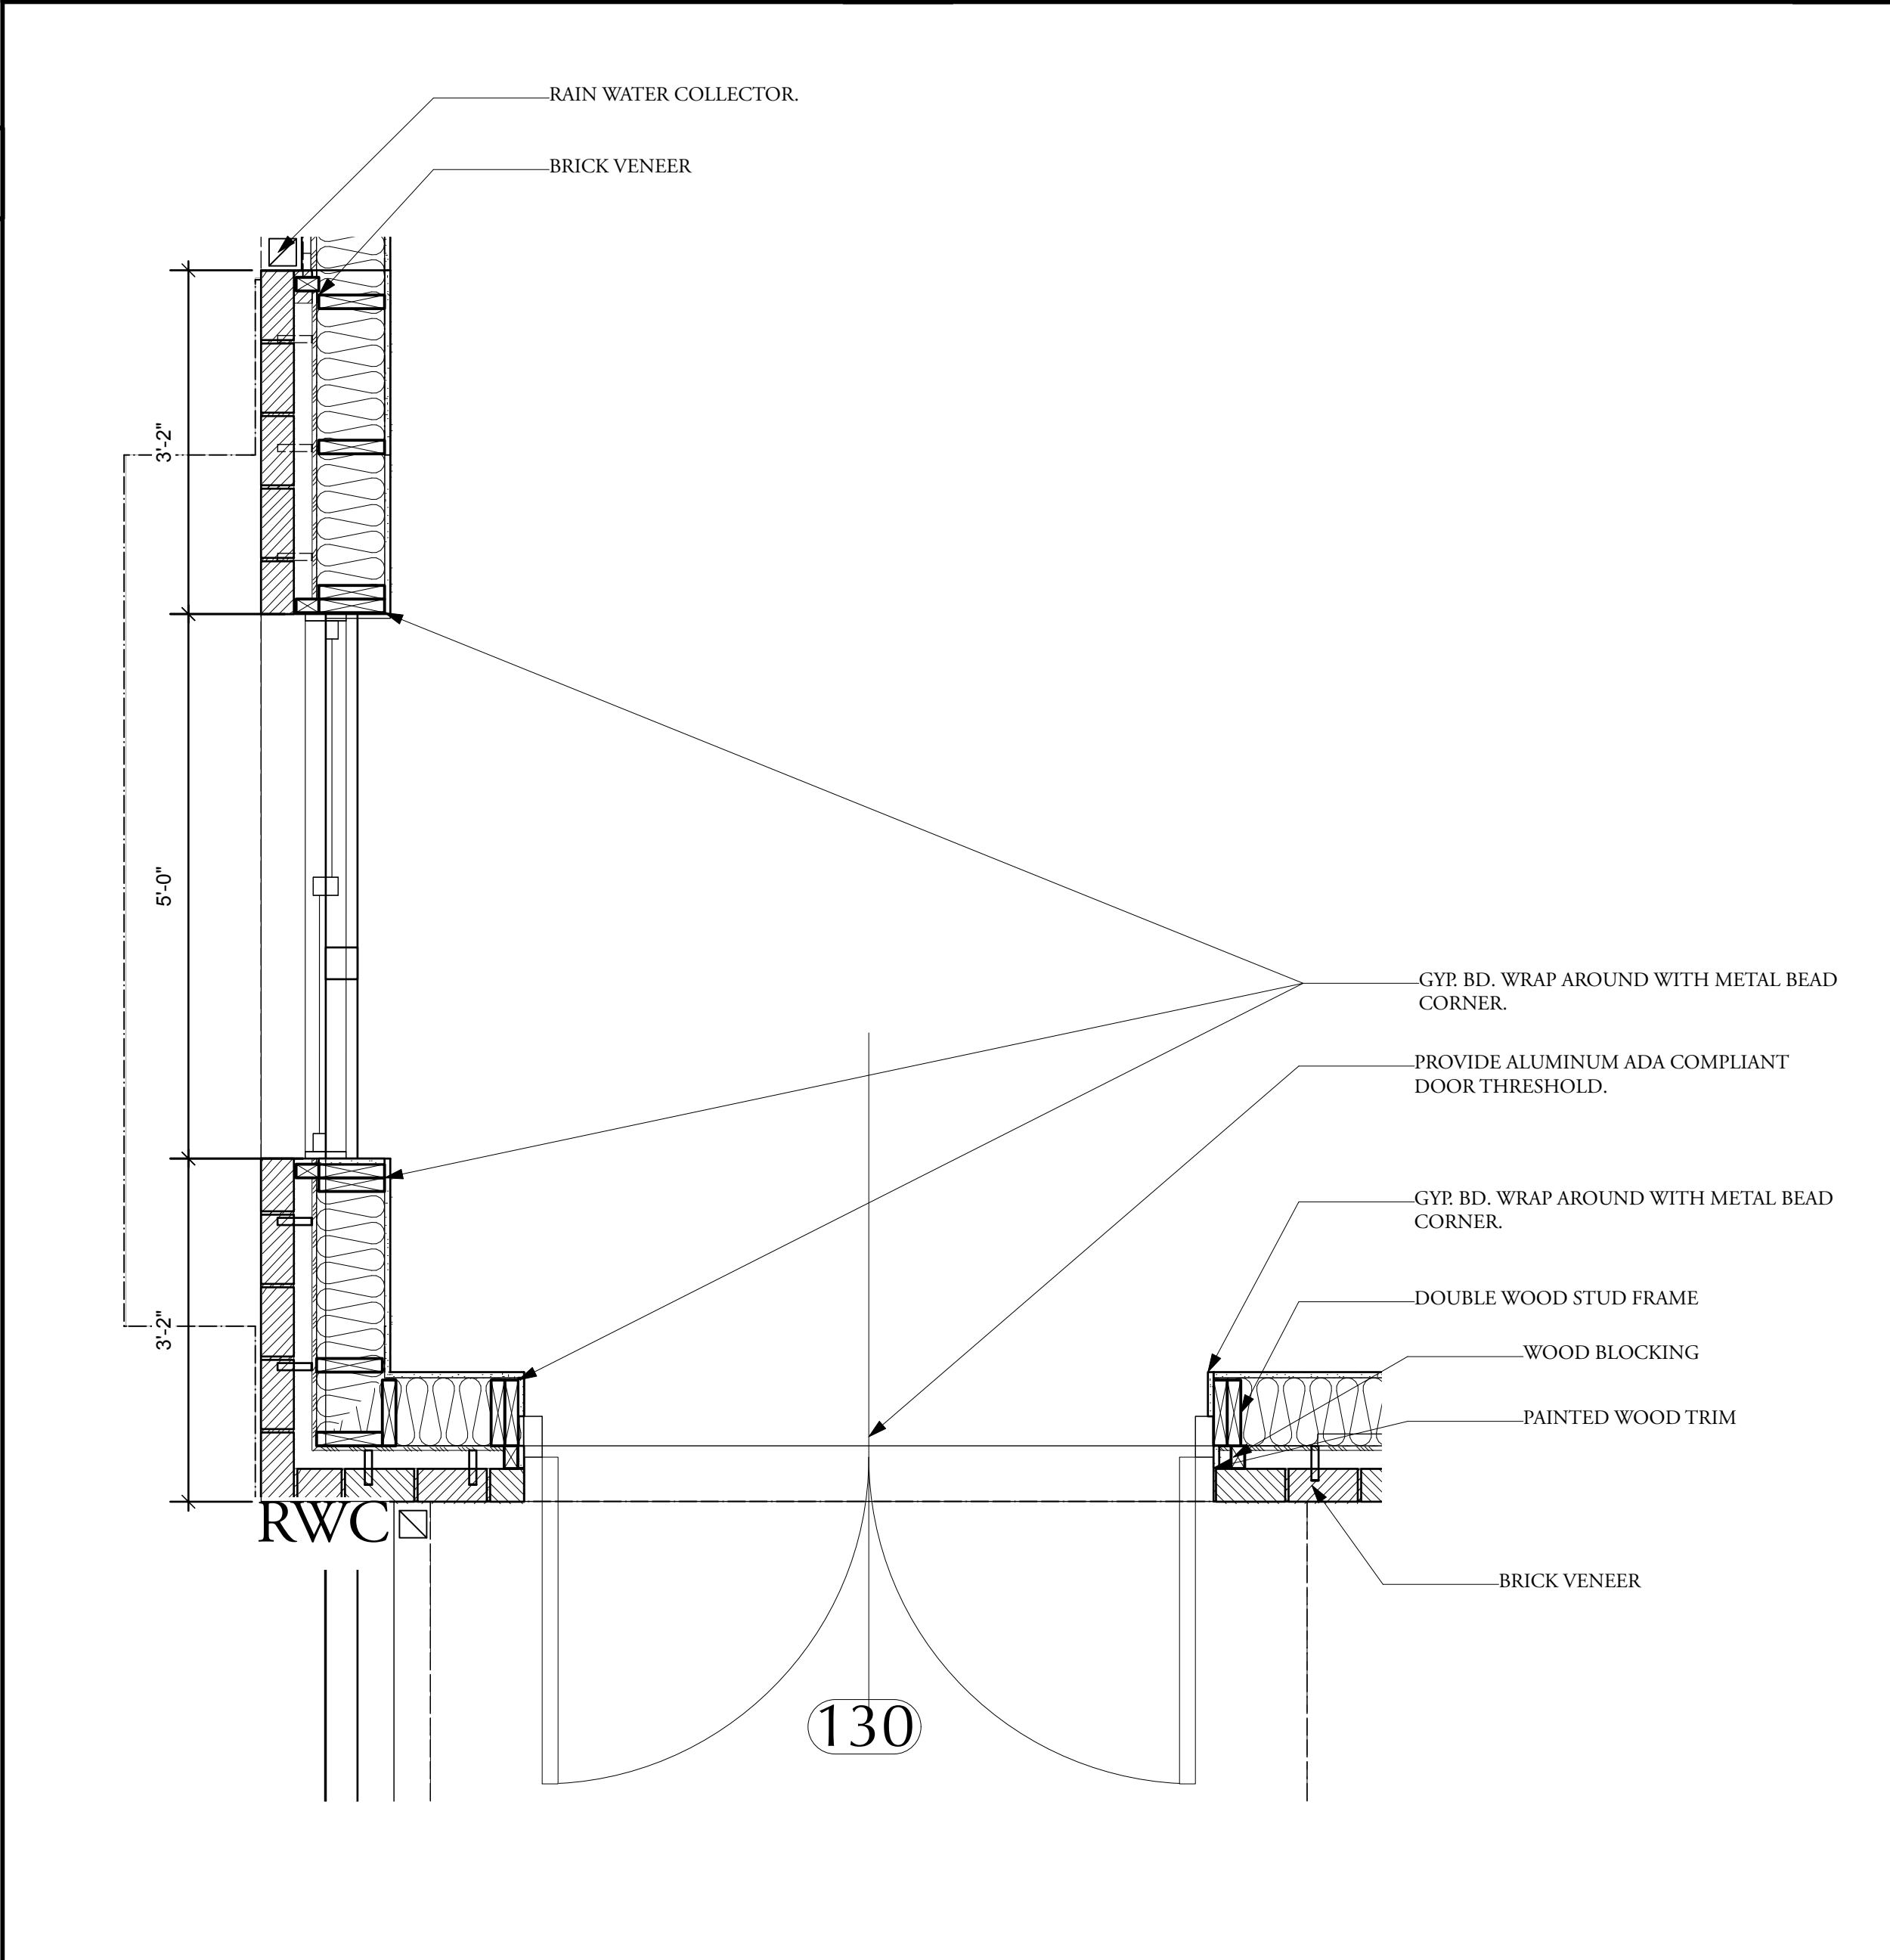 RAIN WATER COLLECTOR.
BRICK VENEER
3'-2"
5'-0"
GYP. BD. WRAP AROUND WITH METAL BEAD
CORNER.
PROVIDE ALUMINUM ADA COMPLIANT
DOOR THRESHOLD.
GYP. BD. WRAP AROUND WITH METAL BEAD
CORNER.
DOUBLE WOOD STUD FRAME
3'-2"
WOOD BLOCKING
PAINTED WOOD TRIM
RWC
BRICK VENEER
130